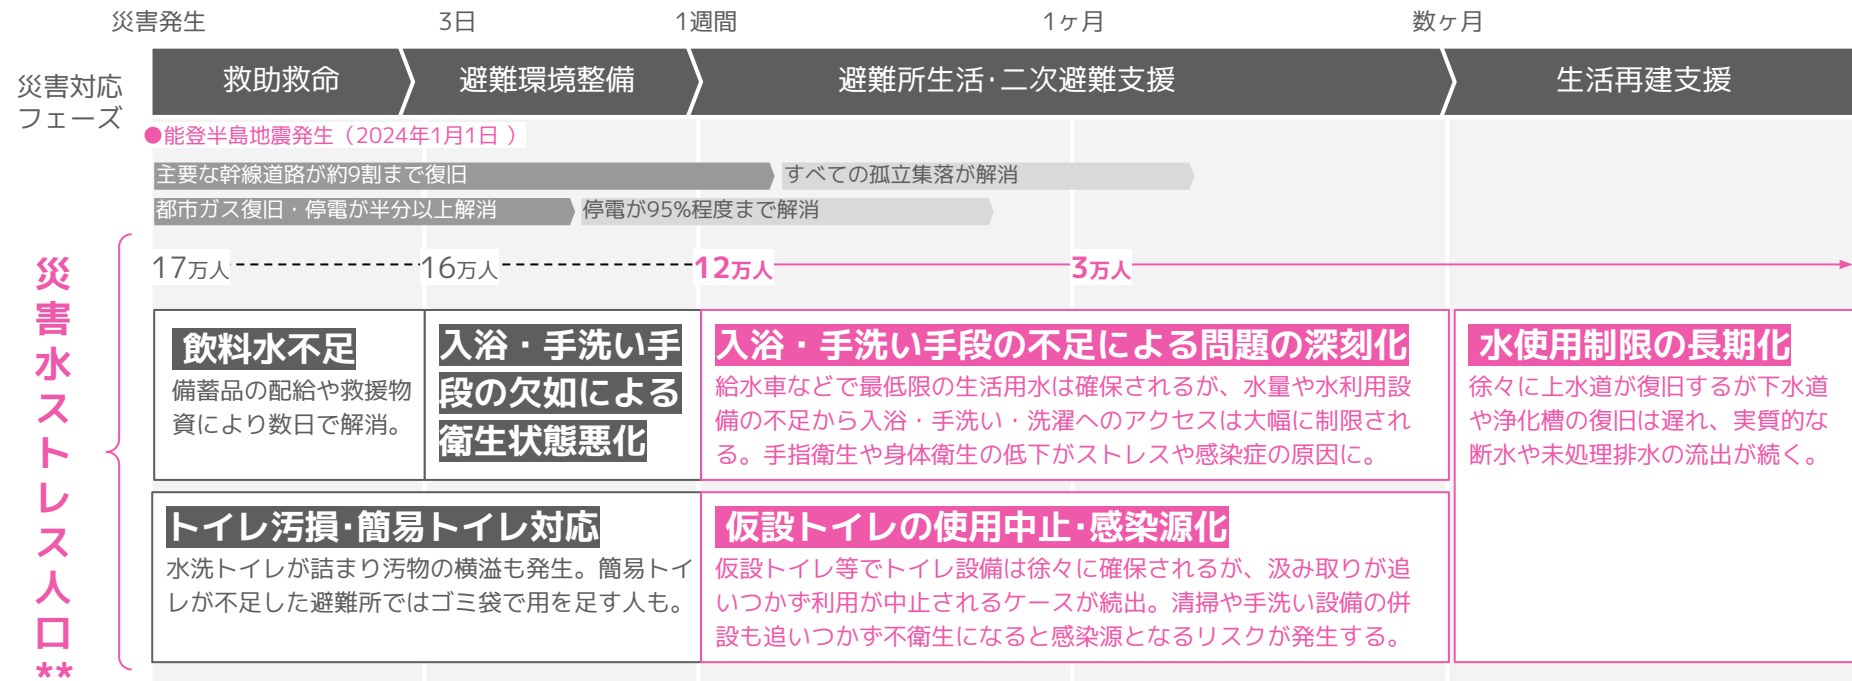 災害発生
3日
1週間
1ヶ月
数ヶ月
災害対応
フェーズ
救助救命
避難環境整備
避難所生活･二次避難支援
生活再建支援
●能登半島地震発生（2024年1月1日 ）
主要な幹線道路が約9割まで復旧
すべての孤立集落が解消
都市ガス復旧・停電が半分以上解消
停電が95%程度まで解消
災害水ストレス人口**
17万人
16万人
12万人
3万人
飲料水不足
備蓄品の配給や救援物
資により数日で解消。
入浴・手洗い手
段の欠如による
衛生状態悪化
入浴・手洗い手段の不足による問題の深刻化
給水車などで最低限の生活用水は確保されるが、水量や水利用設
備の不足から入浴・手洗い・洗濯へのアクセスは大幅に制限され
る。手指衛生や身体衛生の低下がストレスや感染症の原因に。
水使用制限の長期化
徐々に上水道が復旧するが下水道
や浄化槽の復旧は遅れ、実質的な
断水や未処理排水の流出が続く。
トイレ汚損･簡易トイレ対応
水洗トイレが詰まり汚物の横溢も発生。簡易トイ
レが不足した避難所ではゴミ袋で用を足す人も。
仮設トイレの使用中止･感染源化
仮設トイレ等でトイレ設備は徐々に確保されるが、汲み取りが追
いつかず利用が中止されるケースが続出。清掃や手洗い設備の併
設も追いつかず不衛生になると感染源となるリスクが発生する。